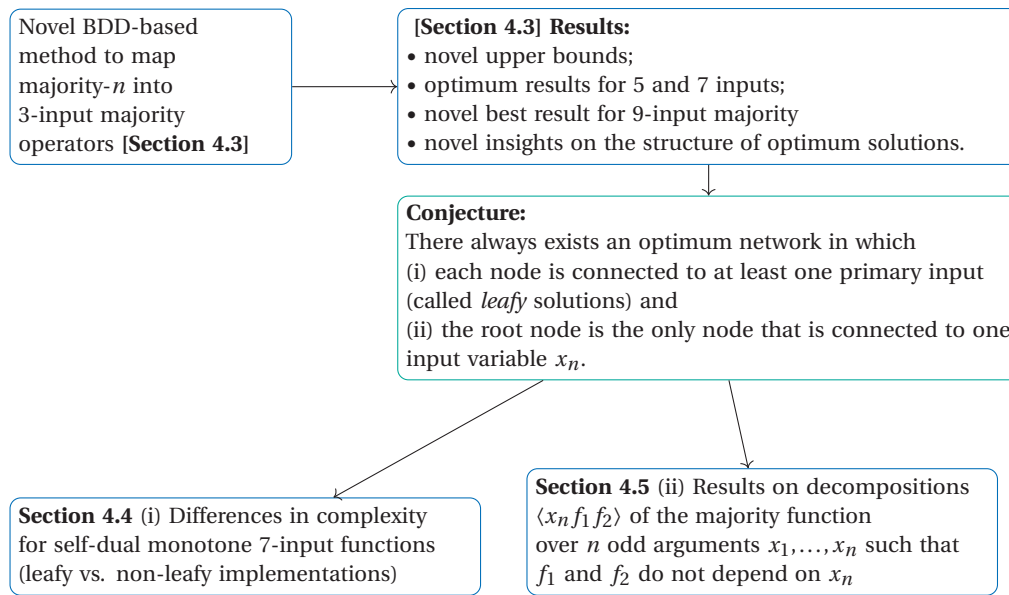 Novel BDD-based
method to map
majority-n into
3-input majority
operators [Section 4.3]
[Section 4.3] Results:
• novel upper bounds;
• optimum results for 5 and 7 inputs;
• novel best result for 9-input majority
• novel insights on the structure of optimum solutions.
Conjecture:
There always exists an optimum network in which
(i) each node is connected to at least one primary input
(called leafy solutions) and
(ii) the root node is the only node that is connected to one
input variable xₙ.
Section 4.4 (i) Differences in complexity
for self-dual monotone 7-input functions
(leafy vs. non-leafy implementations)
Section 4.5 (ii) Results on decompositions
⟨xₙ f₁ f₂⟩ of the majority function
over n odd arguments x₁,…,xₙ such that
f₁ and f₂ do not depend on xₙ